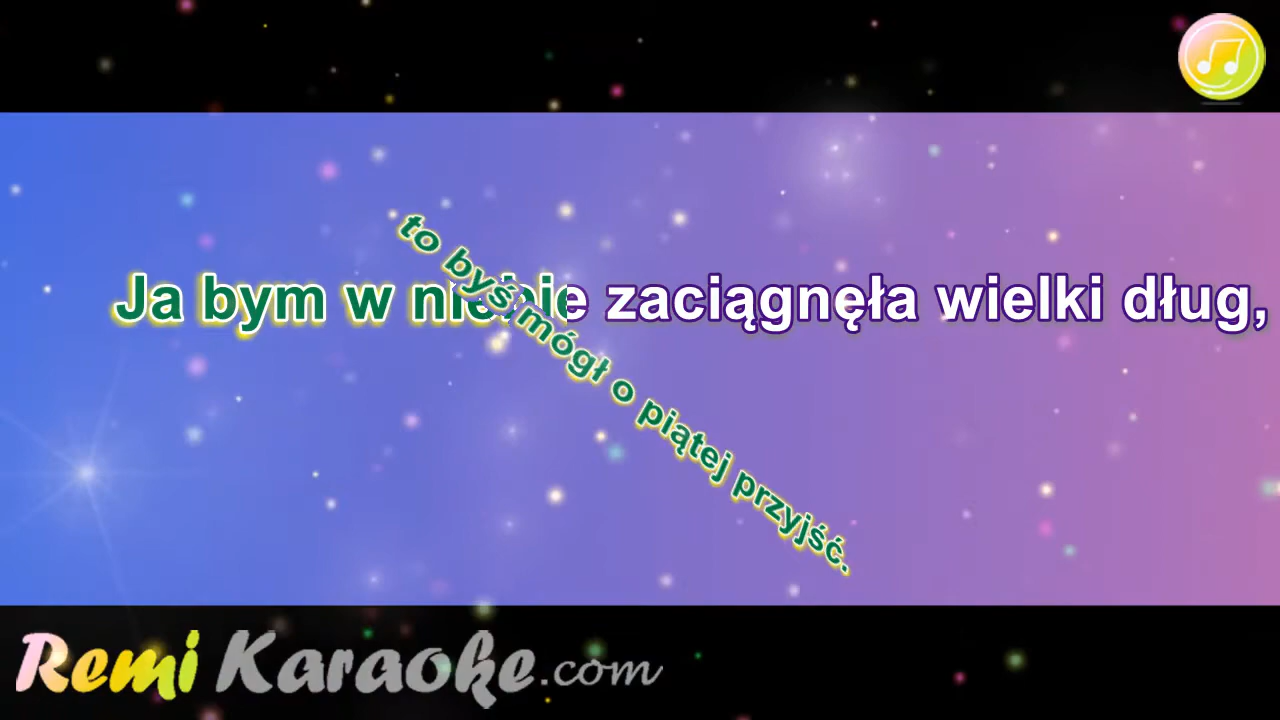 to byś mógł o piątej przyjść.
Ja bym w niebie zaciągnęła wielki dług,
Remi Karaoke.com